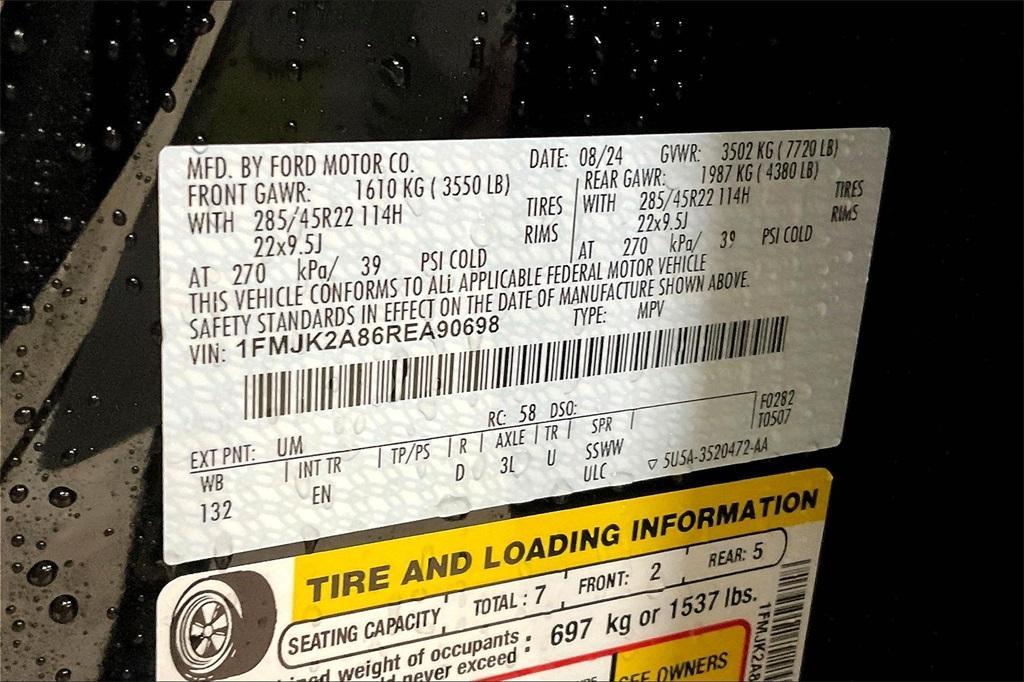 MFD. BY FORD MOTOR CO. DATE: 08/24 GVWR: 3502 KG ( 7720 LB)
FRONT GAWR: 1610 KG ( 3550 LB) REAR GAWR: 1987 KG ( 4380 LB)
WITH 285/45R22 114H TIRES WITH 285/45R22 114H TIRES
22x9.5J RIMS 22x9.5J RIMS
AT 270 kPa/ 39 PSI COLD AT 270 kPa/ 39 PSI COLD
THIS VEHICLE CONFORMS TO ALL APPLICABLE FEDERAL MOTOR VEHICLE
SAFETY STANDARDS IN EFFECT ON THE DATE OF MANUFACTURE SHOWN ABOVE.
VIN: 1FMJK2A86REA90698 TYPE: MPV
EXT PNT: UM RC: 58 DSO: F0282
WB INT TR TP/PS R AXLE TR SPR T0507
132 EN D 3L U SSWW
ULC 5U5A-3520472-AA
TIRE AND LOADING INFORMATION
SEATING CAPACITY TOTAL : 7 FRONT: 2 REAR: 5
weight of occupants
never exceed : 697 kg or 1537 lbs.
OWNERS
1FMJK2A8